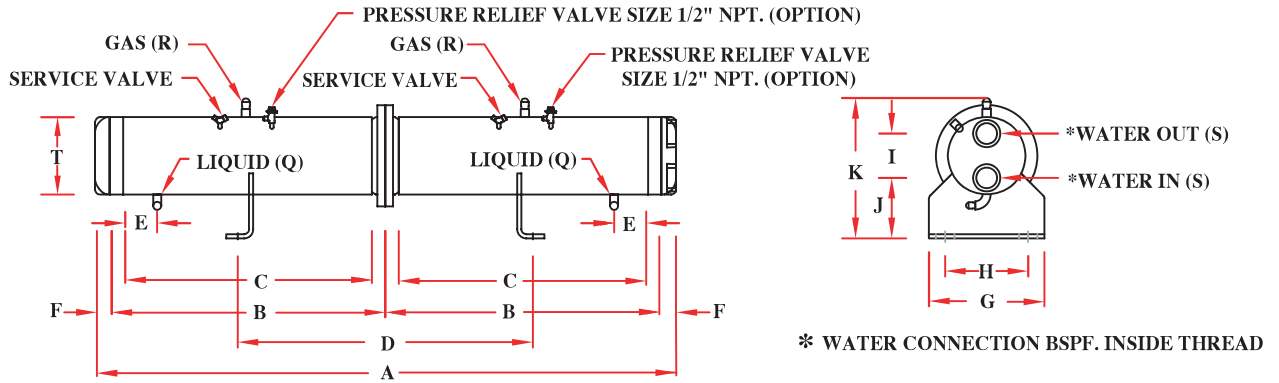 PRESSURE RELIEF VALVE SIZE 1/2" NPT. (OPTION)
GAS (R)
GAS (R)
PRESSURE RELIEF VALVE
SIZE 1/2" NPT. (OPTION)
SERVICE VALVE
SERVICE VALVE
K
T
LIQUID (Q)
LIQUID (Q)
I
*WATER OUT (S)
*WATER IN (S)
J
E
E
H
C
C
G
F
B
B
F
D
A
* WATER CONNECTION BSPF. INSIDE THREAD